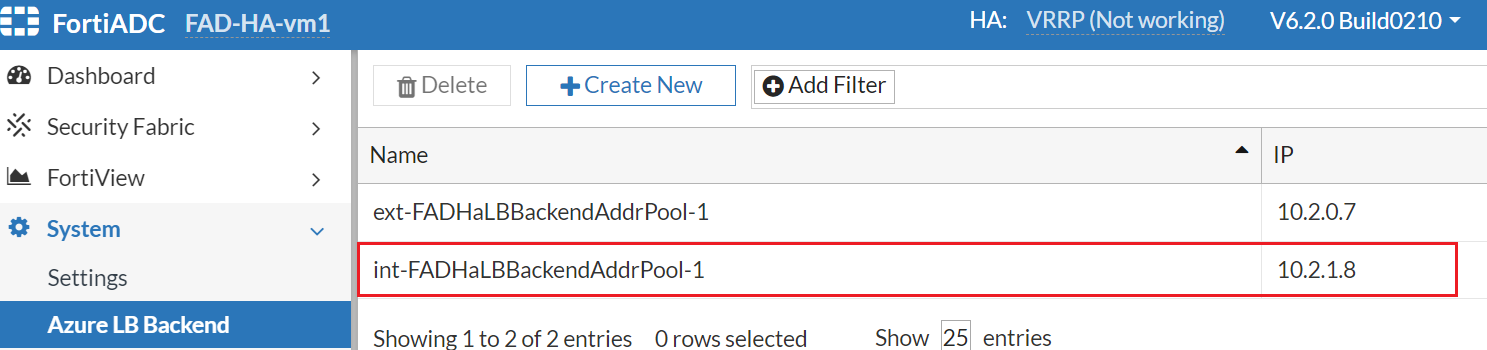 FortiADC FAD-HA-vm1 HA: VRRP (Not working) V6.2.0 Build0210
Dashboard
Security Fabric
FortiView
System
Settings
Azure LB Backend
Delete Create New Add Filter
Name IP
ext-FADHaLBBackendAddrPool-1 10.2.0.7
int-FADHaLBBackendAddrPool-1 10.2.1.8
Showing 1 to 2 of 2 entries 0 rows selected Show 25 entries